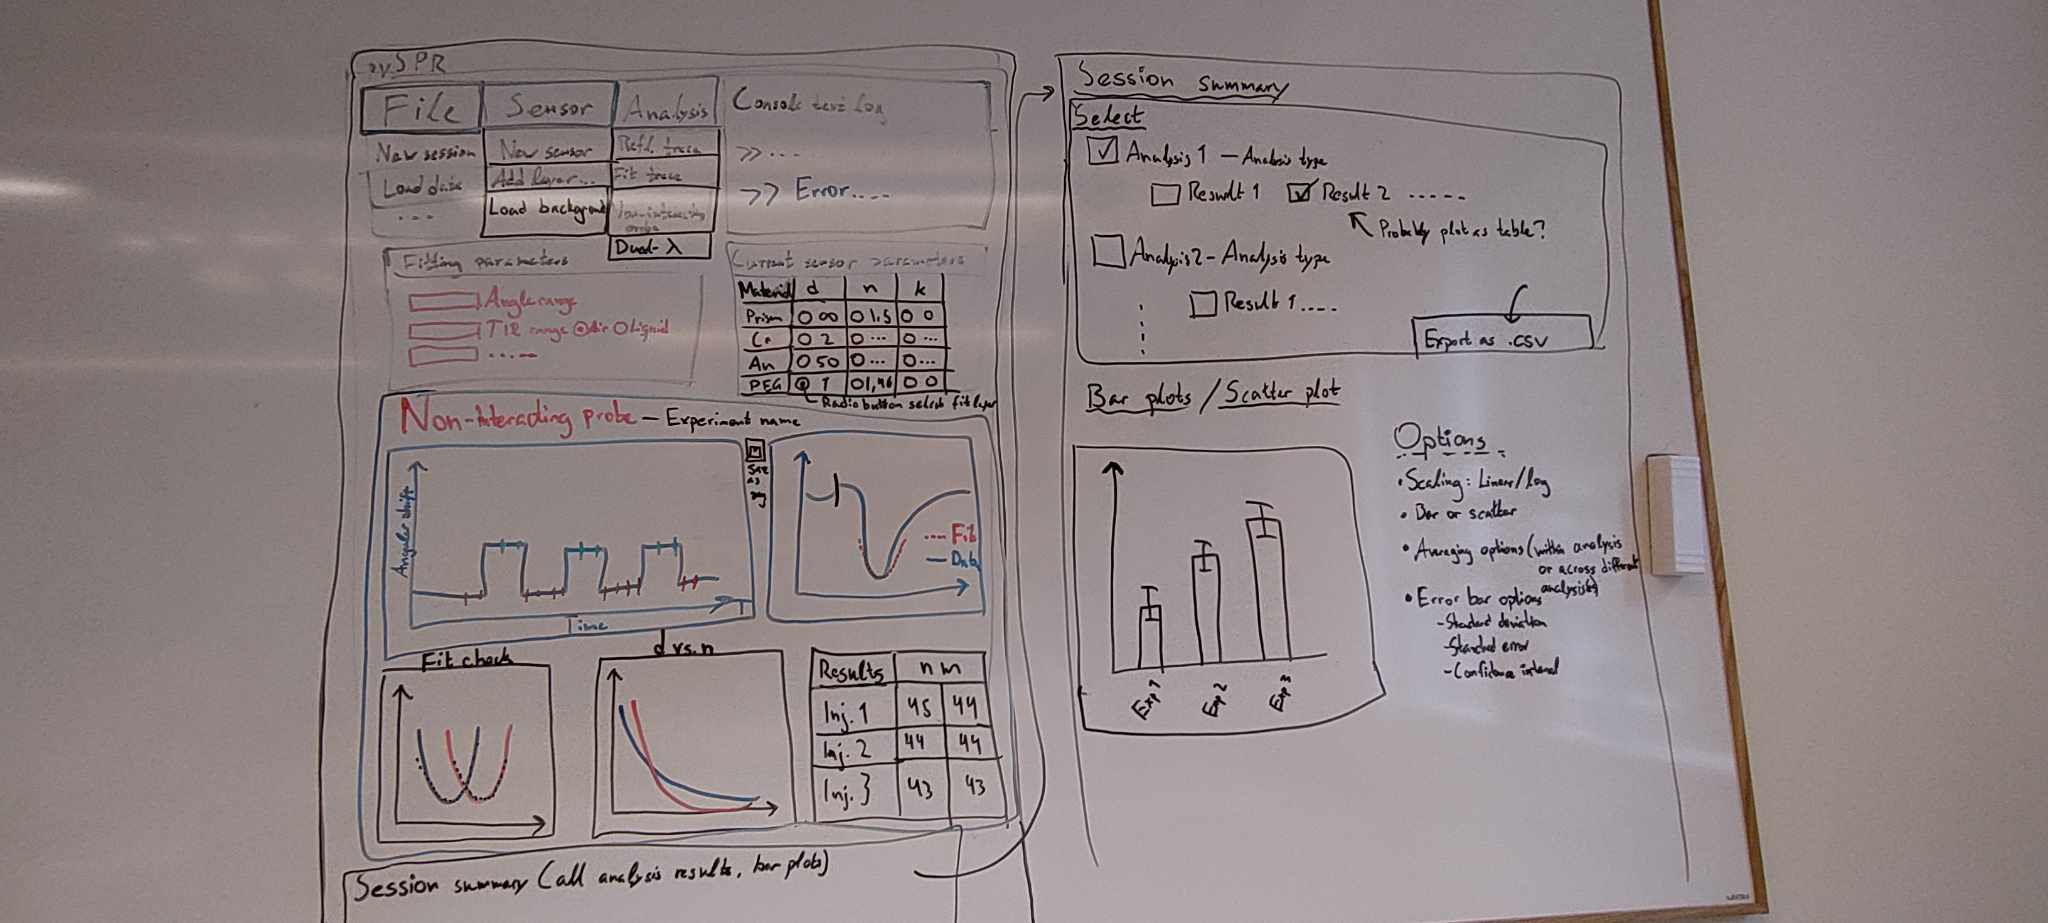 SPR
File Sensor Analysis
New session New sensor Refl. trace
Load data Add layer... Fit trace
... Load background Non-interacting probe
Dual-λ
Console text log
>> ...
>> Error....
Fitting parameters
Angle range
TIR range Air Liquid
.....
Current sensor parameters
Material d n k
Prism ∞ 1.5 0
Cr 2 ... ...
Au 50 ... ...
PEG 1 1,46 0
Radio button selects fit layer
Non-interacting probe — Experiment name
Angular shift
Time
Save as
.... Fit
— Data
Fit check
d vs. n
Results n m
Inj. 1 45 44
Inj. 2 44 44
Inj. 3 43 43
Session summary (all analysis results, bar plots)
Session summary
Select
Analysis 1 — Analysis type
Result 1 Result 2 .....
Probably plot as table?
Analysis 2 - Analysis type
Result 1 ....
Export as .csv
Bar plots / Scatter plot
Exp 1 Exp 2 Exp 3
Options
• Scaling: Linear/log
• Bar or scatter
• Averaging options (within analysis
or across different
analysists)
• Error bar options
- Standard deviation
- Standard error
- Confidence interval